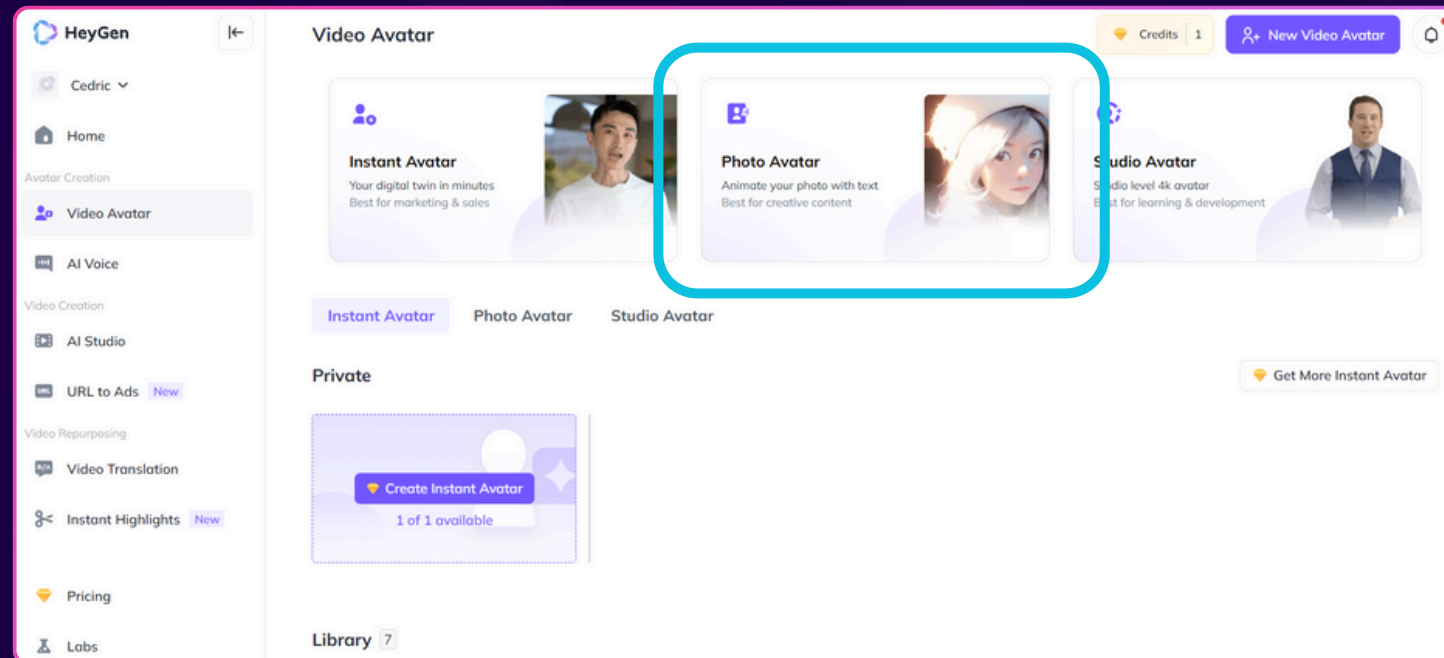 HeyGen
Cedric
Home
Avatar Creation
Video Avatar
AI Voice
Video Creation
AI Studio
URL to Ads New
Video Repurposing
Video Translation
Instant Highlights New
Pricing
Labs
Video Avatar
Credits 1
New Video Avatar
Instant Avatar
Your digital twin in minutes
Best for marketing & sales
Photo Avatar
Animate your photo with text
Best for creative content
Avatar
level 4k avatar
for learning & development
Instant Avatar Photo Avatar Studio Avatar
Private
Get More Instant Avatar
Create Instant Avatar
1 of 1 available
Library 7